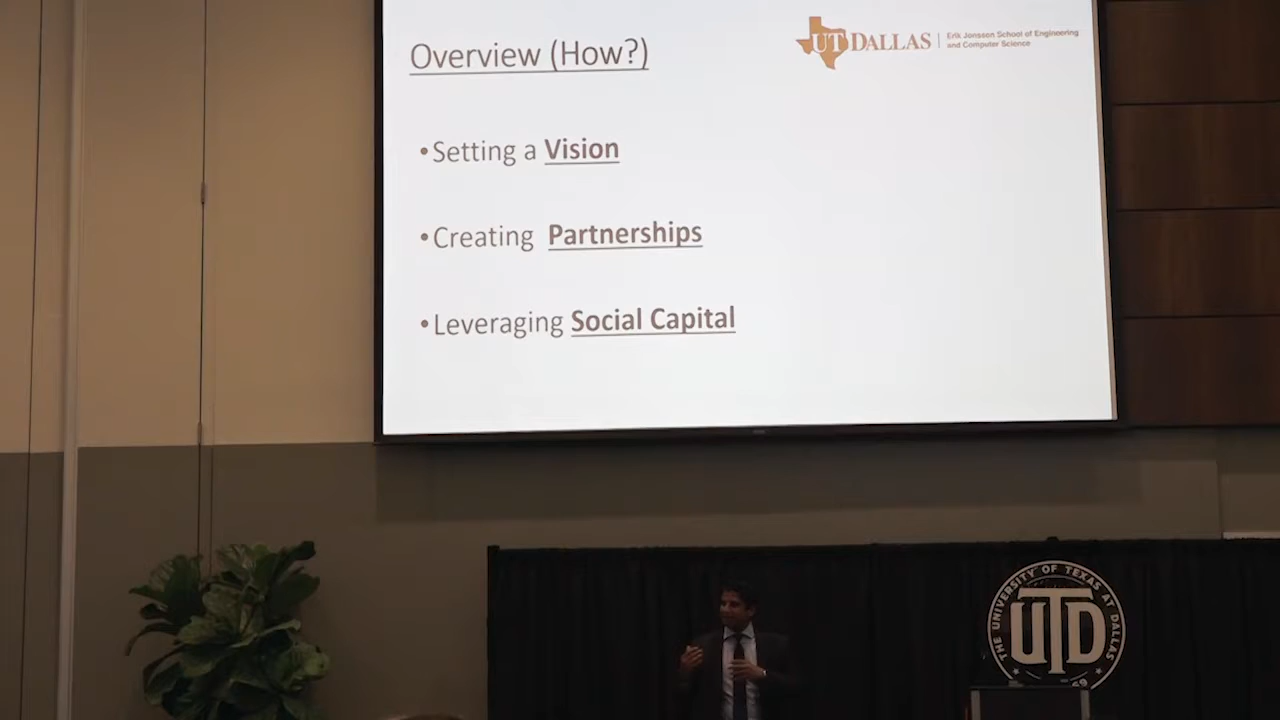 Overview (How?)
UT DALLAS | Erik Jonsson School of Engineering
and Computer Science
•Setting a Vision
•Creating Partnerships
•Leveraging Social Capital
THE UNIVERSITY OF TEXAS AT DALLAS
UTD
69